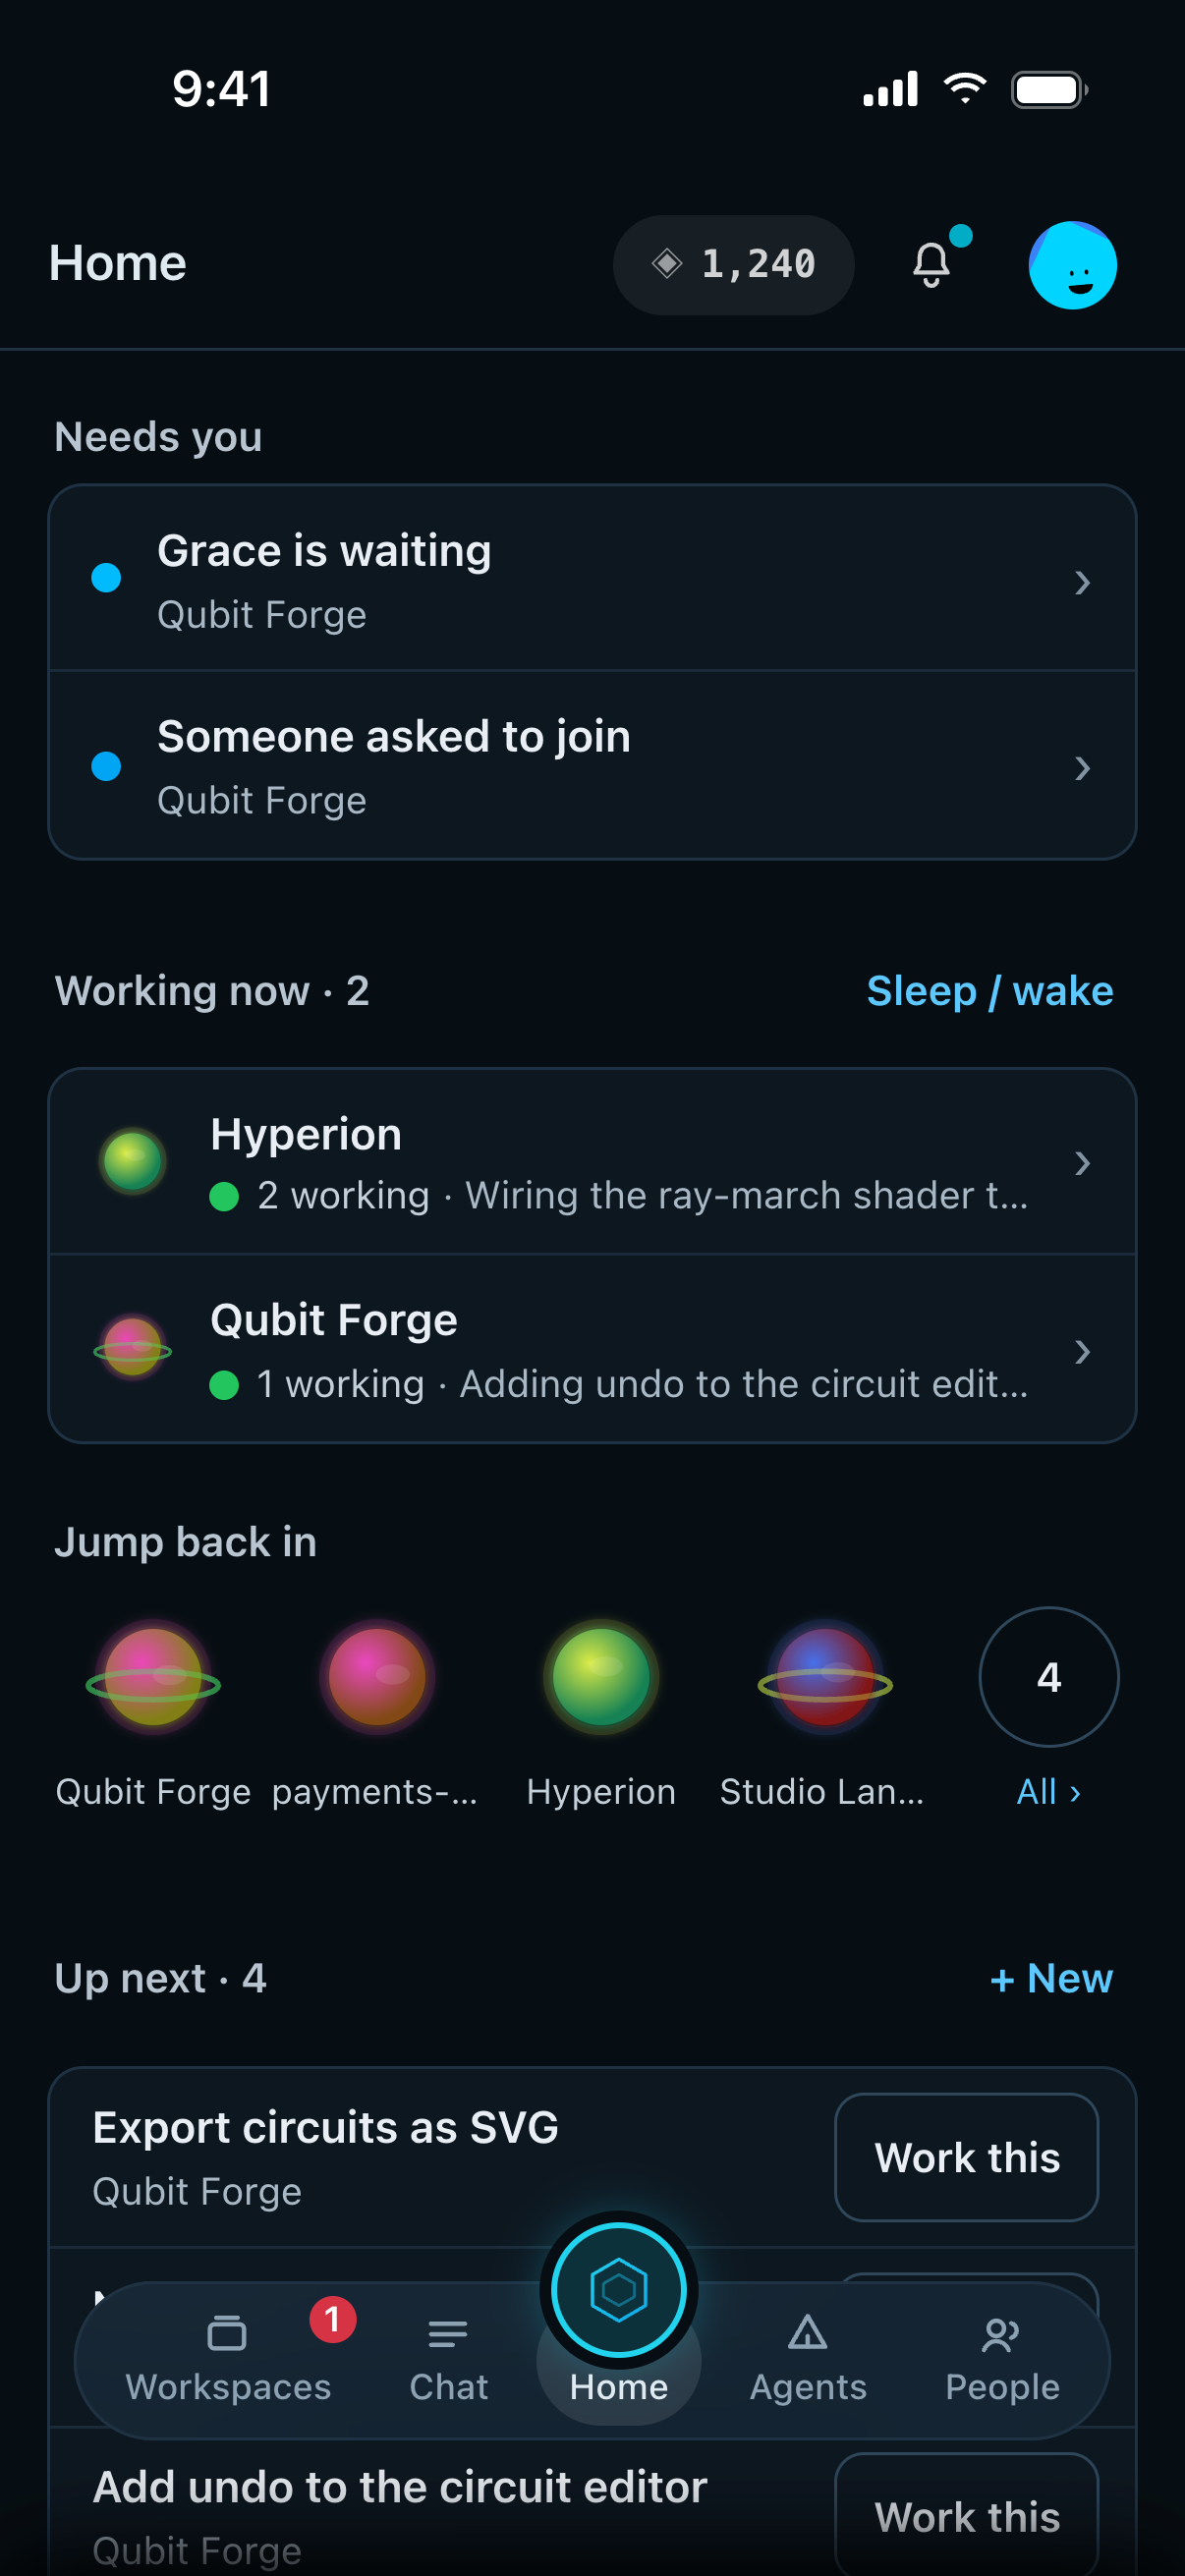 9:41
Home
1,240
Needs you
Grace is waiting
Qubit Forge
Someone asked to join
Qubit Forge
Working now · 2
Sleep / wake
Hyperion
2 working · Wiring the ray-march shader t…
Qubit Forge
1 working · Adding undo to the circuit edit…
Jump back in
4
Qubit Forge
payments-…
Hyperion
Studio Lan…
All ›
Up next · 4
+ New
Export circuits as SVG
Qubit Forge
Work this
1
Workspaces
Chat
Home
Agents
People
Add undo to the circuit editor
Qubit Forge
Work this